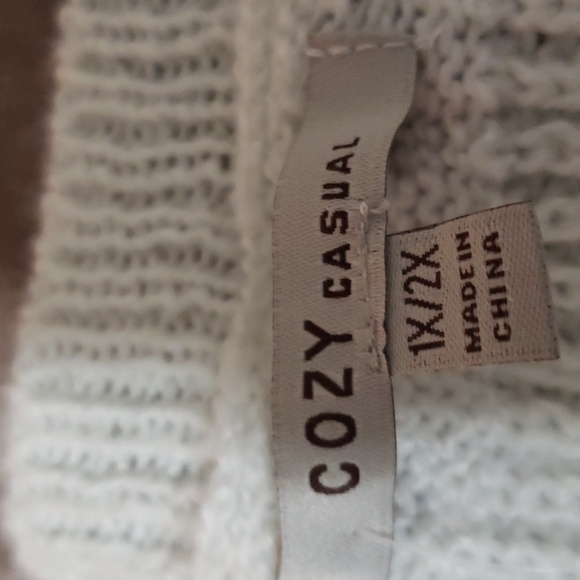 COZY CASUAL
1X/2X
MADE IN
CHINA